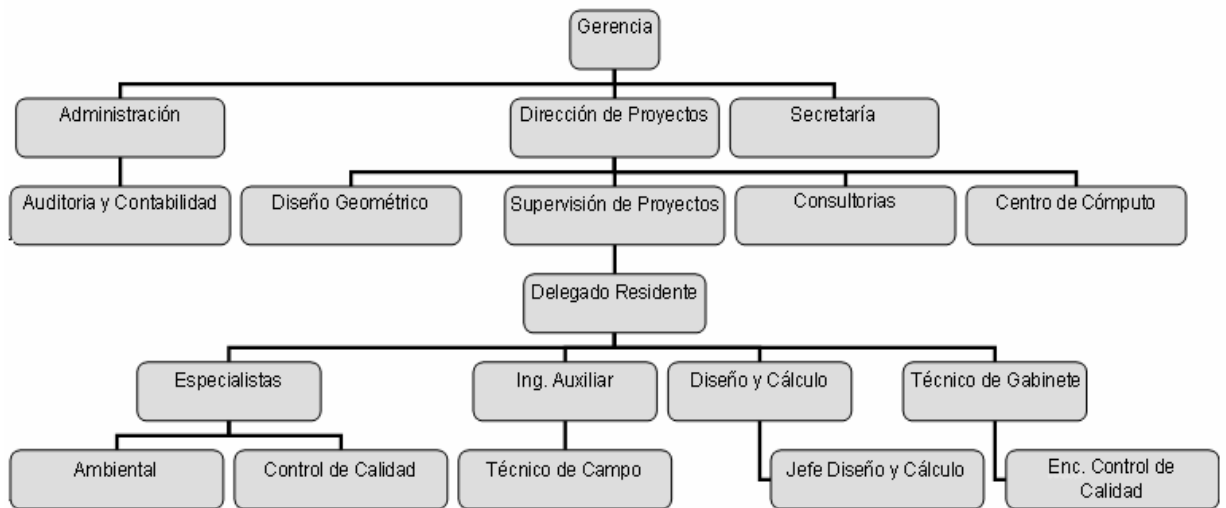 Gerencia
Administración
Dirección de Proyectos
Secretaría
Auditoria y Contabilidad
Diseño Geométrico
Supervisión de Proyectos
Consultorias
Centro de Cómputo
Delegado Residente
Especialistas
Ing. Auxiliar
Diseño y Cálculo
Técnico de Gabinete
Ambiental
Control de Calidad
Técnico de Campo
Jefe Diseño y Cálculo
Enc. Control de
Calidad